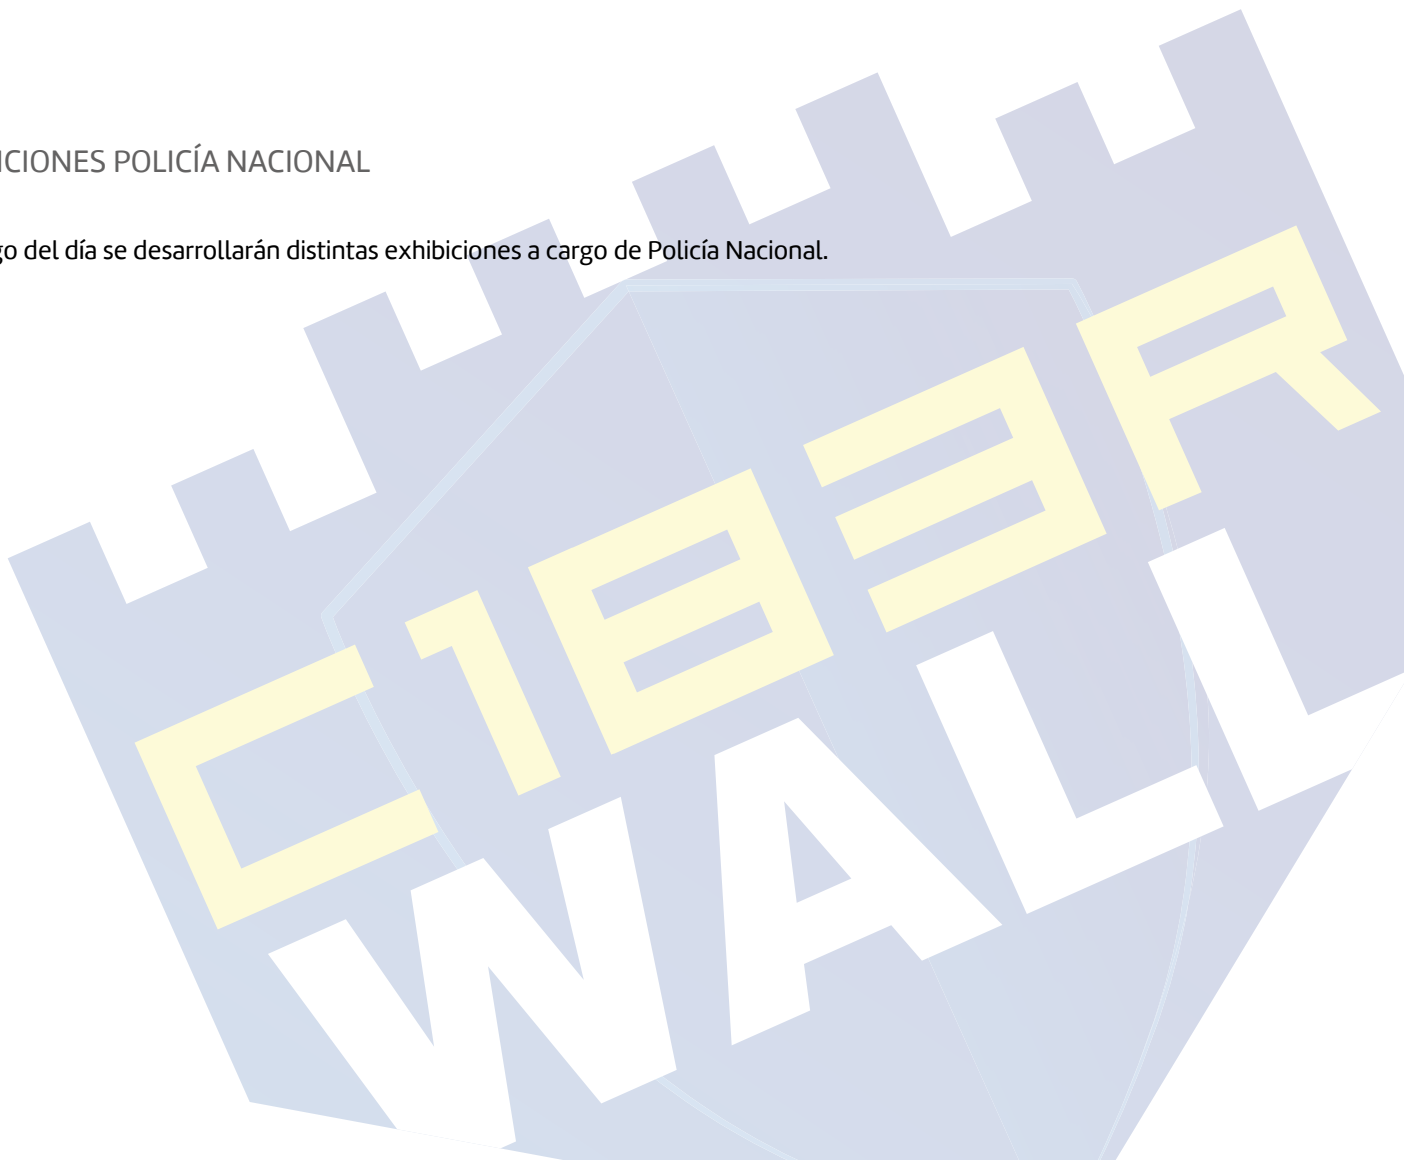 ICIONES POLICÍA NACIONAL
go del día se desarrollarán distintas exhibiciones a cargo de Policía Nacional.
C1B3R
WALL